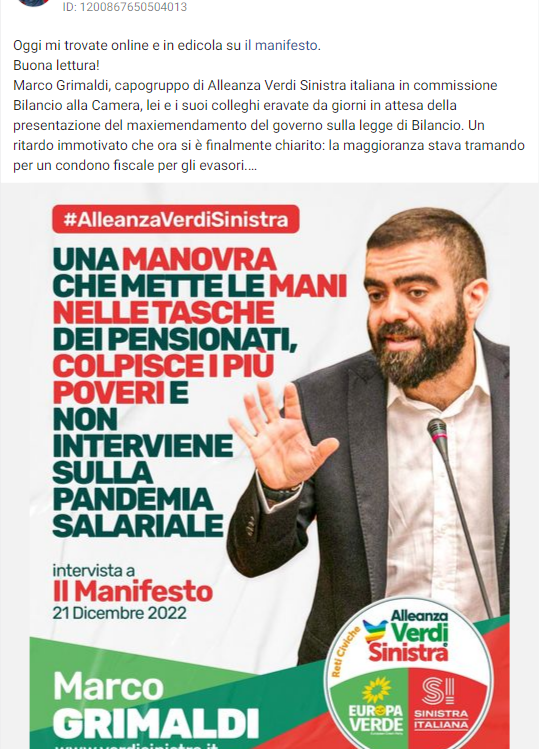 ID: 1200867650504013
Oggi mi trovate online e in edicola su il manifesto.
Buona lettura!
Marco Grimaldi, capogruppo di Alleanza Verdi Sinistra italiana in commissione
Bilancio alla Camera, lei e i suoi colleghi eravate da giorni in attesa della
presentazione del maxiemendamento del governo sulla legge di Bilancio. Un
ritardo immotivato che ora si è finalmente chiarito: la maggioranza stava tramando
per un condono fiscale per gli evasori....
#AlleanzaVerdiSinistra
UNA MANOVRA
CHE METTE LE MANI
NELLE TASCHE
DEI PENSIONATI,
COLPISCE I PIÙ
POVERI E
NON
INTERVIENE
SULLA
PANDEMIA
SALARIALE
intervista a
Il Manifesto
21 Dicembre 2022
Marco
GRIMALDI
www.verdisinistra.it
Reti Civiche
Alleanza
Verdi
Sinistra
EUROPA
VERDE
SI
SINISTRA
ITALIANA